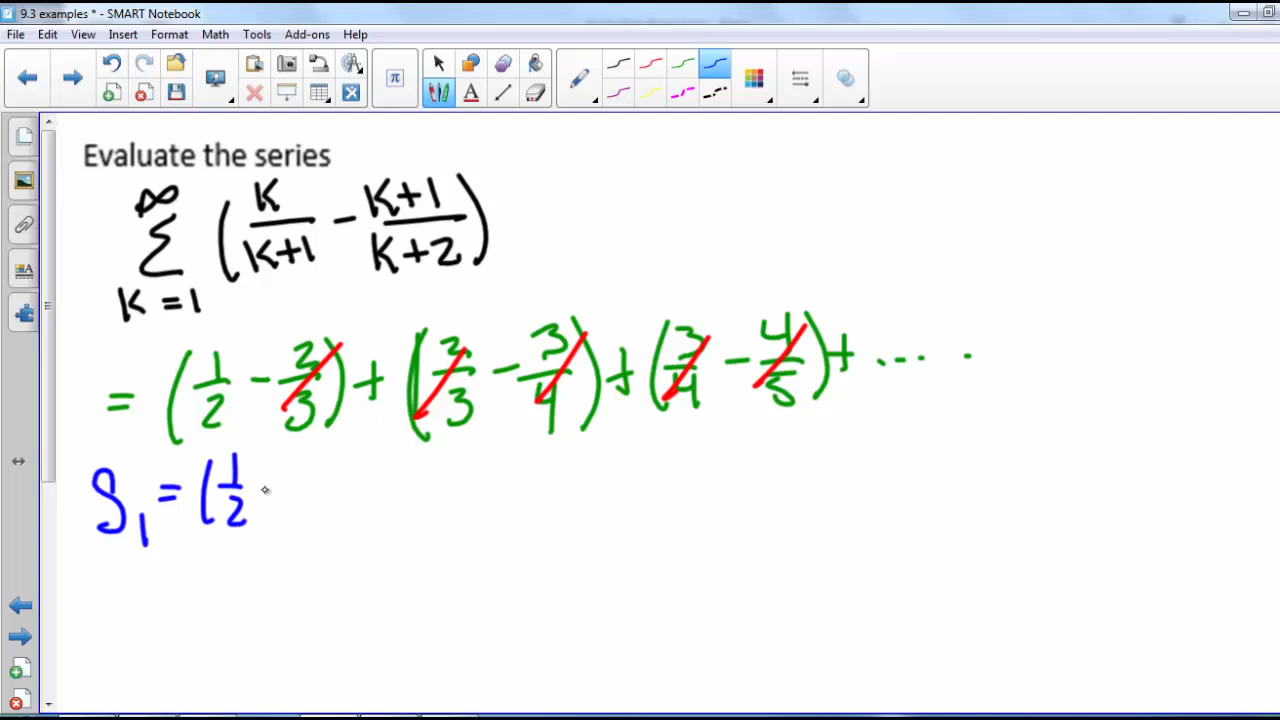 9.3 examples * - SMART Notebook
File Edit View Insert Format Math Tools Add-ons Help
π
A
Evaluate the series
∞
∑ (K/K+1 - K+1/K+2)
K=1
= (1/2 - 2/3) + (2/3 - 3/4) + (3/4 - 4/5) + .... .
S₁ = (1/2